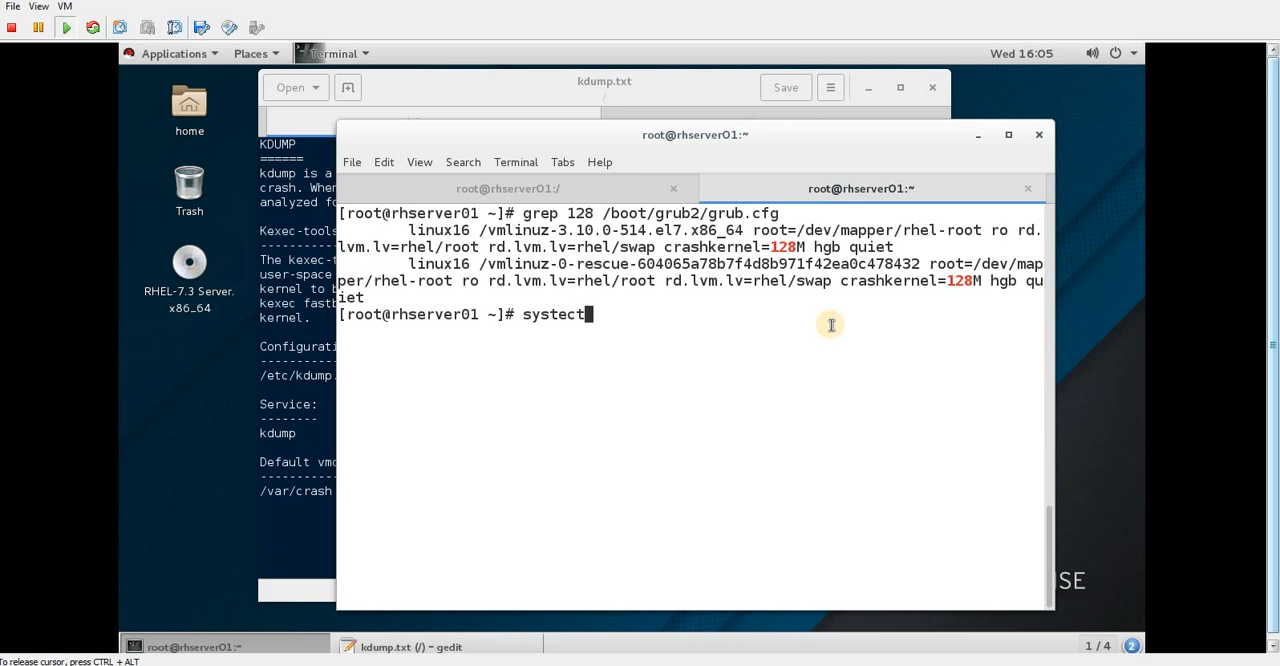 File View VM
Applications Places Terminal Wed 16:05
Open kdump.txt Save
/
home
Trash
RHEL-7.3 Server.
x86_64
KDUMP
======
kdump is a
crash. Wher
analyzed fo
Kexec-tools
The kexec-t
user-space
kernel to b
kexec fastb
kernel.
Configurati
/etc/kdump.
Service:
--------
kdump
Default vmc
/var/crash
root@rhserver01:~
File Edit View Search Terminal Tabs Help
root@rhserver01:/ root@rhserver01:~
[root@rhserver01 ~]# grep 128 /boot/grub2/grub.cfg
linux16 /vmlinuz-3.10.0-514.el7.x86_64 root=/dev/mapper/rhel-root ro rd.
lvm.lv=rhel/root rd.lvm.lv=rhel/swap crashkernel=128M hgb quiet
linux16 /vmlinuz-0-rescue-604065a78b7f4d8b971f42ea0c478432 root=/dev/map
per/rhel-root ro rd.lvm.lv=rhel/root rd.lvm.lv=rhel/swap crashkernel=128M hgb qu
iet
[root@rhserver01 ~]# systect
SE
root@rhserver01:~ kdump.txt (/) - gedit 1 / 4 2
To release cursor, press CTRL + ALT